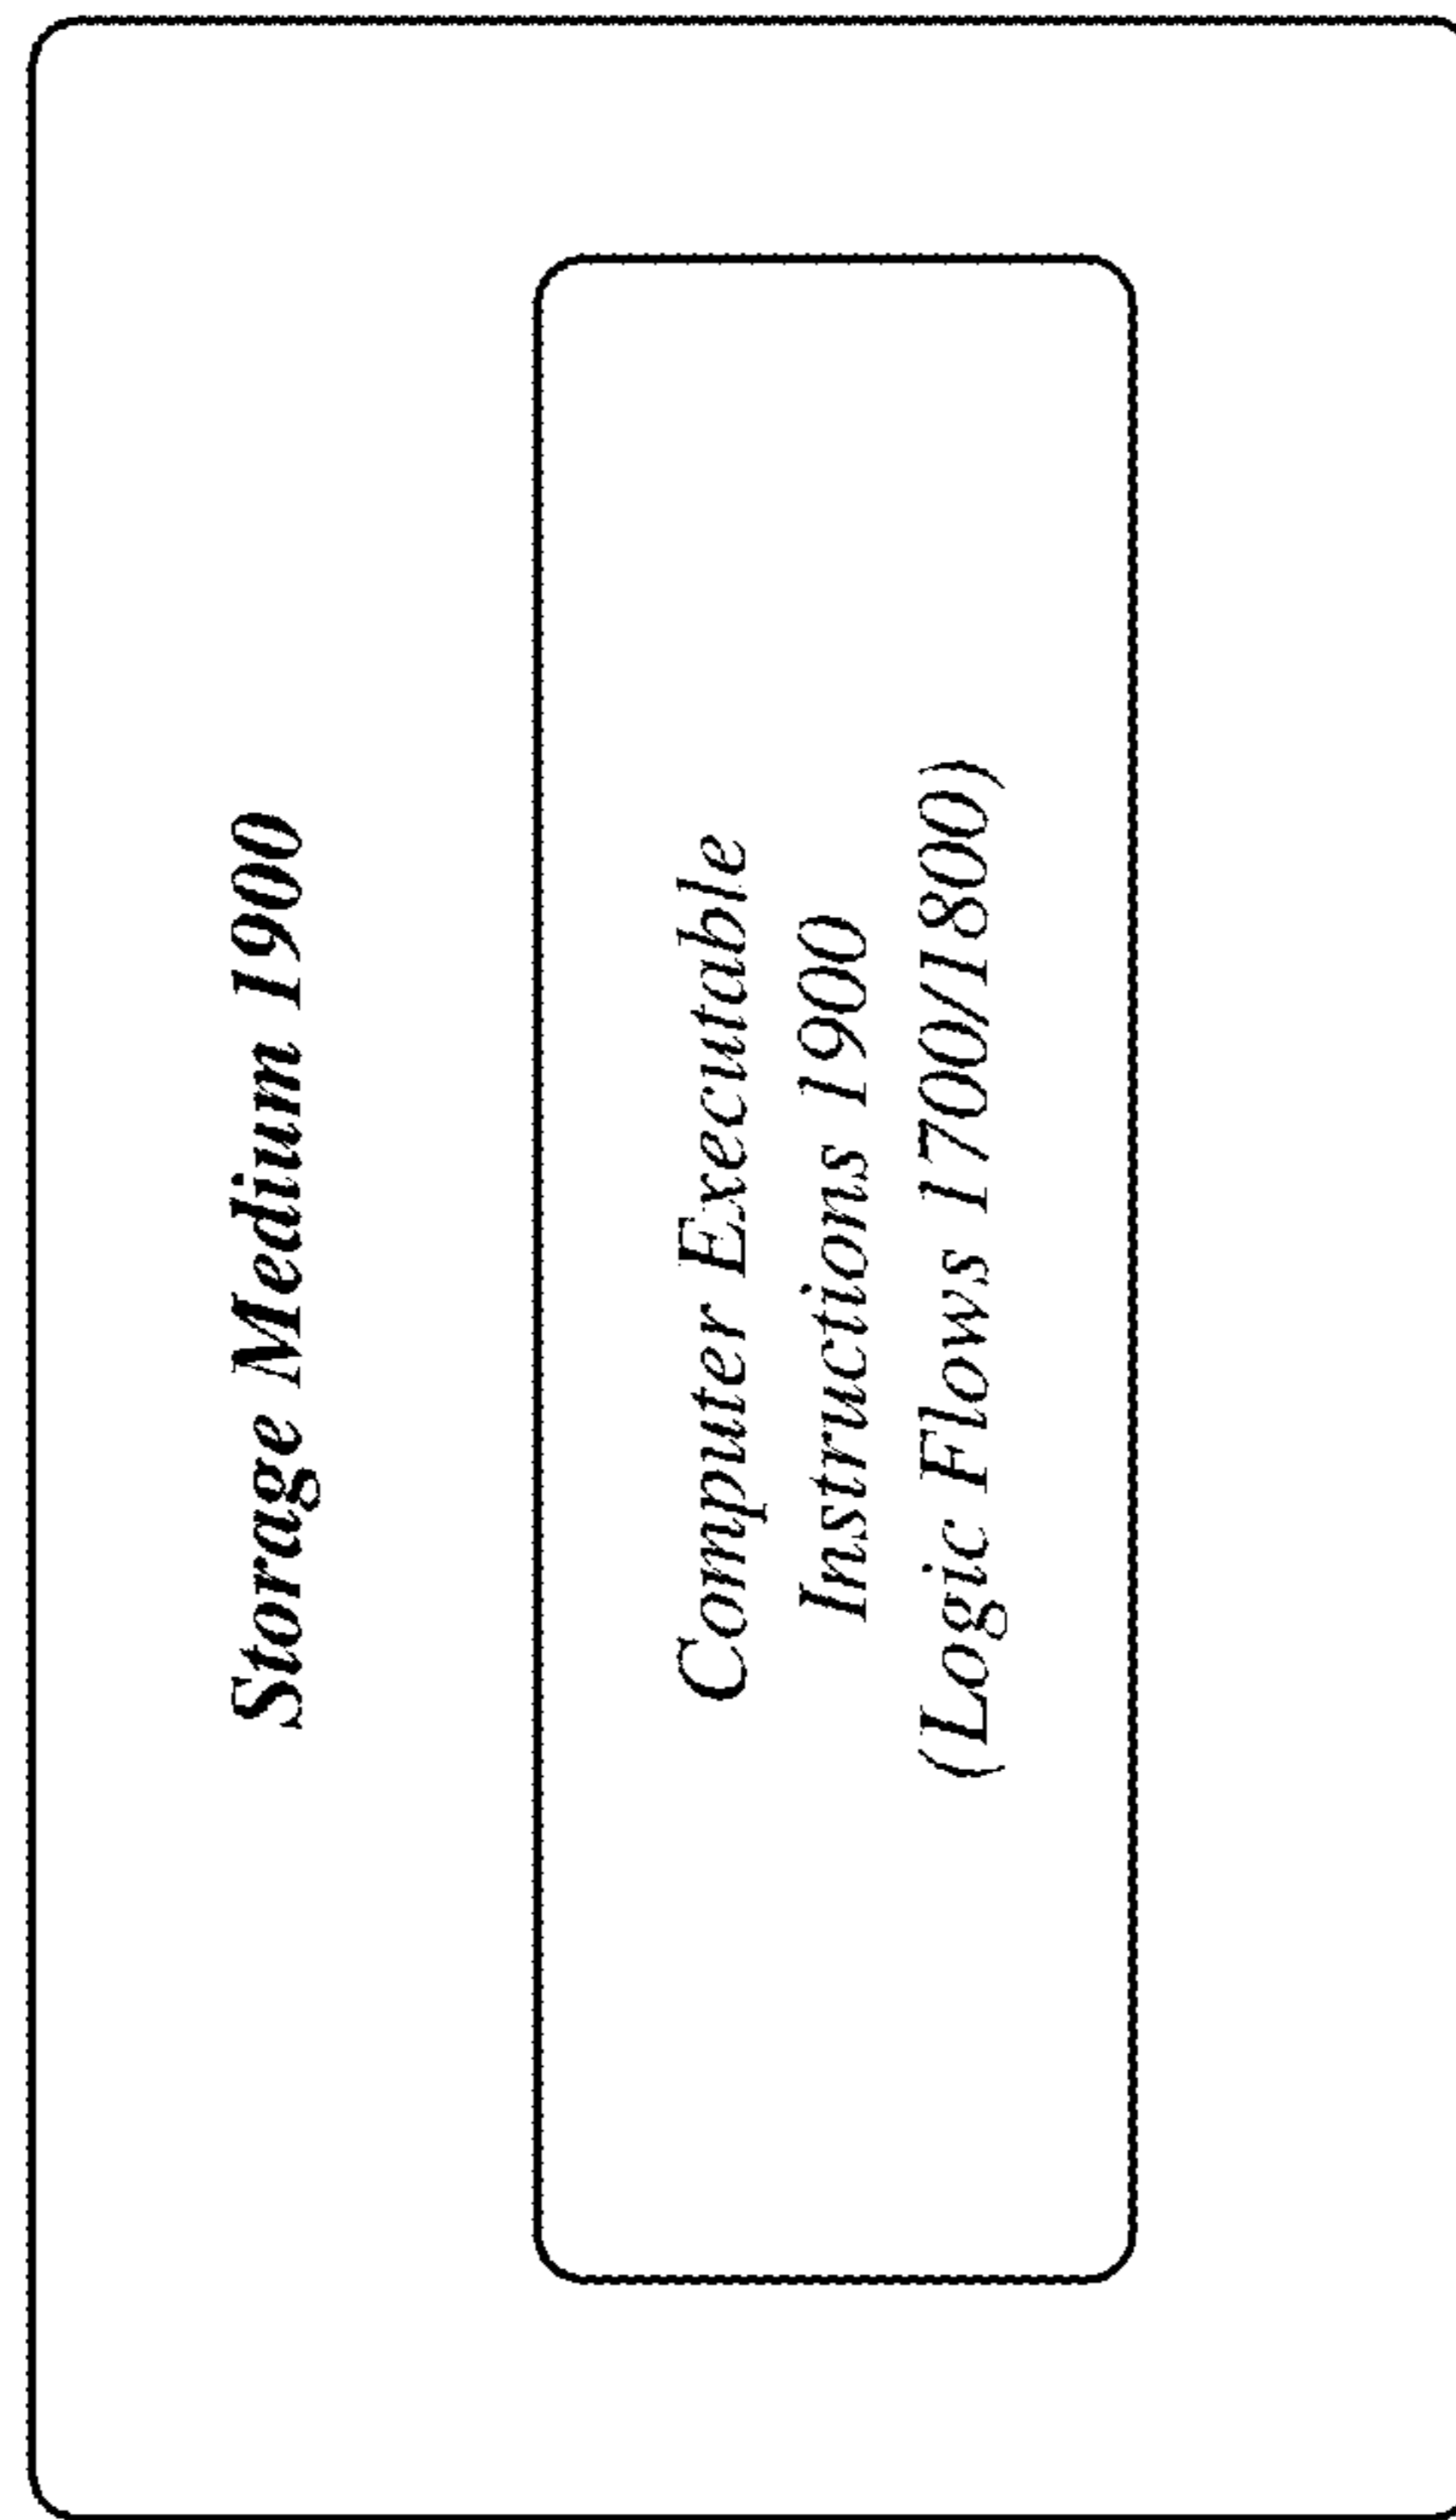 Storage Medium 1900
Computer Executable
Instructions 1900
(Logic Flows 1700/1800)